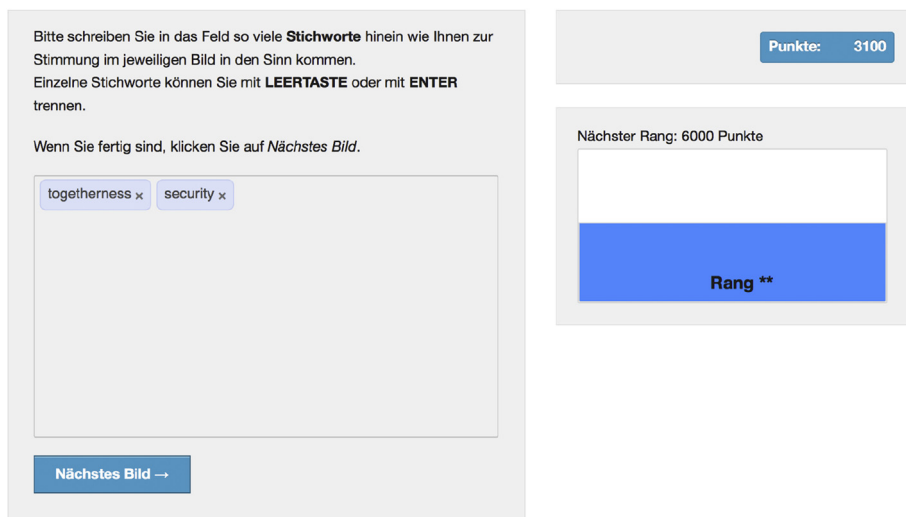 Bitte schreiben Sie in das Feld so viele Stichworte hinein wie Ihnen zur
Stimmung im jeweiligen Bild in den Sinn kommen.
Einzelne Stichworte können Sie mit LEERTASTE oder mit ENTER
trennen.
Wenn Sie fertig sind, klicken Sie auf Nächstes Bild.
togetherness × security ×
Nächstes Bild →
Punkte: 3100
Nächster Rang: 6000 Punkte
Rang **